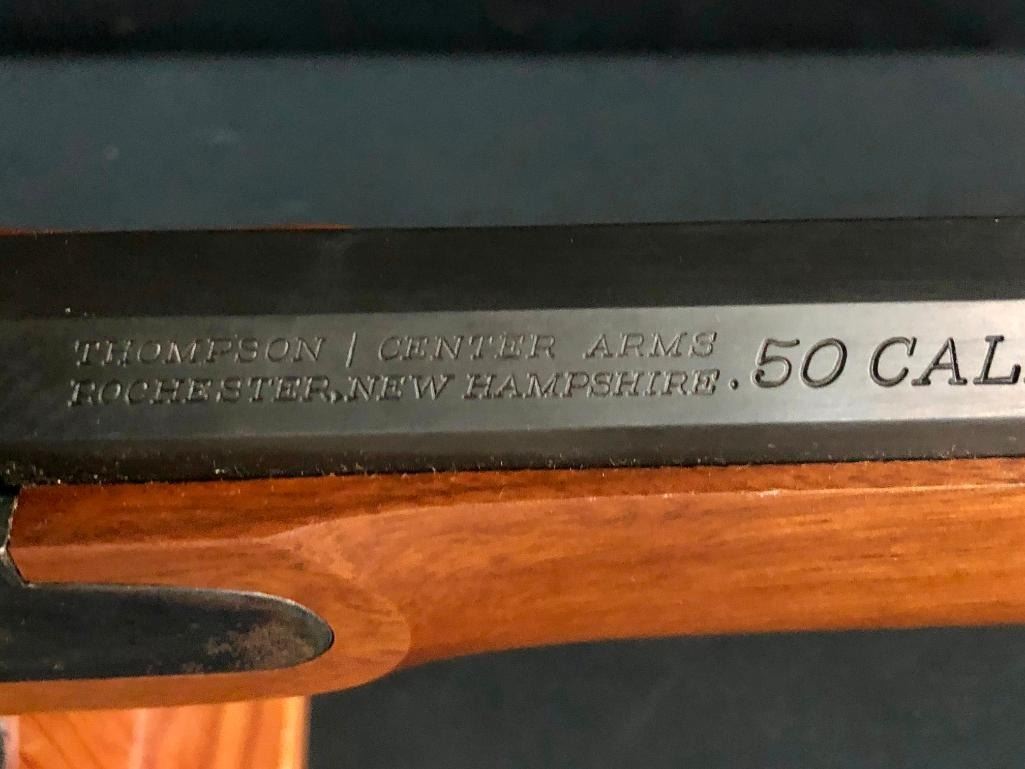 THOMPSON / CENTER ARMS
ROCHESTER, NEW HAMPSHIRE. .50 CAL.